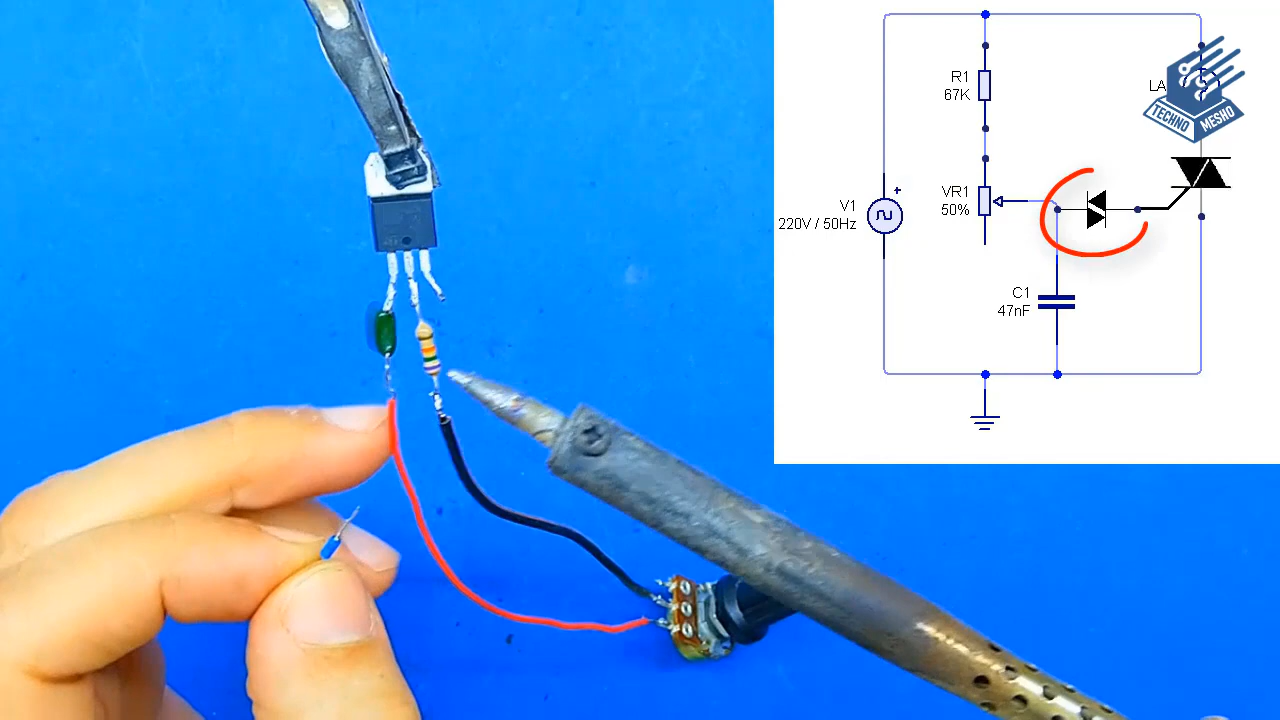 R1
67K
LA
TECHNO
MESHO
VR1
50%
V1
220V / 50Hz
+
C1
47nF